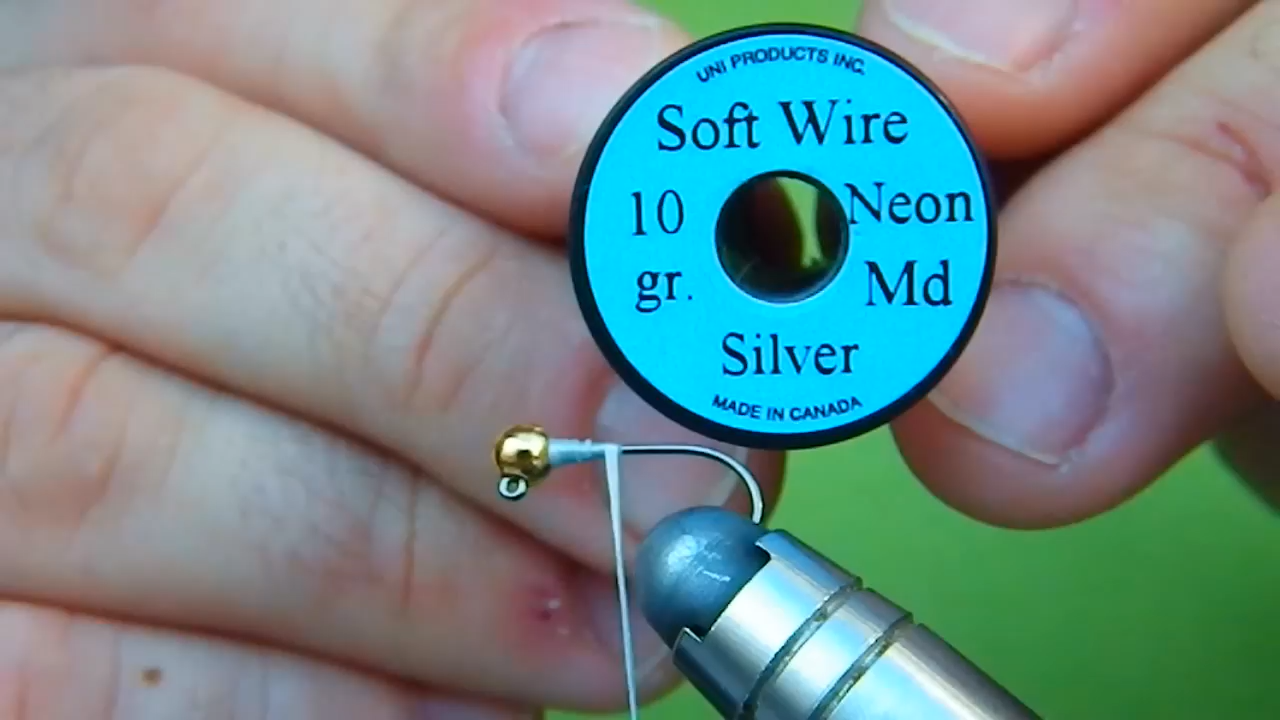 UNI PRODUCTS INC.
Soft Wire
10 Neon
gr. Md
Silver
MADE IN CANADA